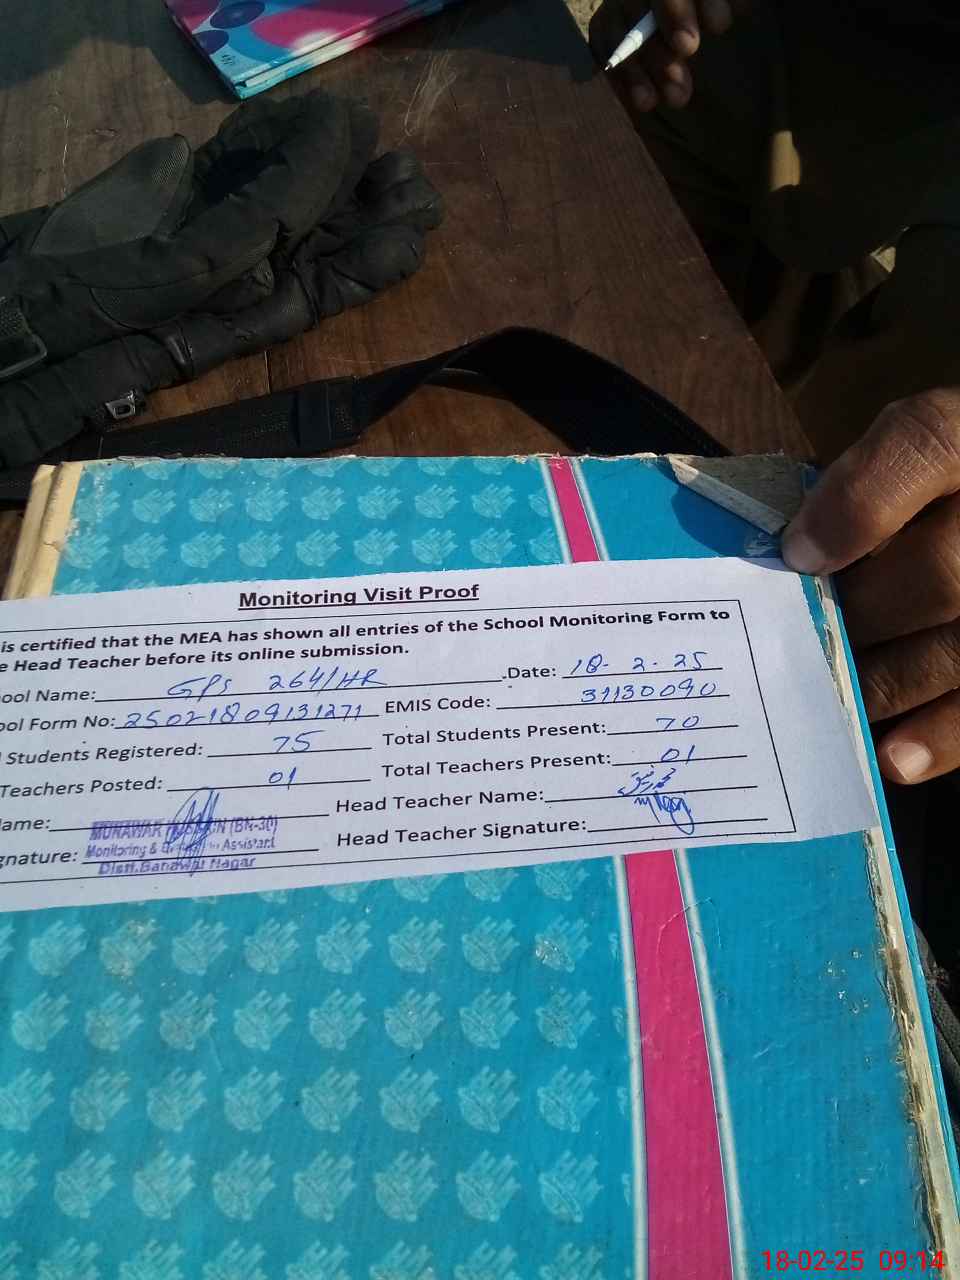 Monitoring Visit Proof
is certified that the MEA has shown all entries of the School Monitoring Form to
e Head Teacher before its online submission.
ool Name: GPS 264/HR Date: 18-2-25
ool Form No: 25021809131271 EMIS Code: 31130090
l Students Registered: 75 Total Students Present: 70
Teachers Posted: 01 Total Teachers Present: 01
ame: Head Teacher Name:
gnature: Head Teacher Signature:
(BN-30)
Monitoring & Assistant
Distt. Bahawal Nagar
18-02-25 09:14